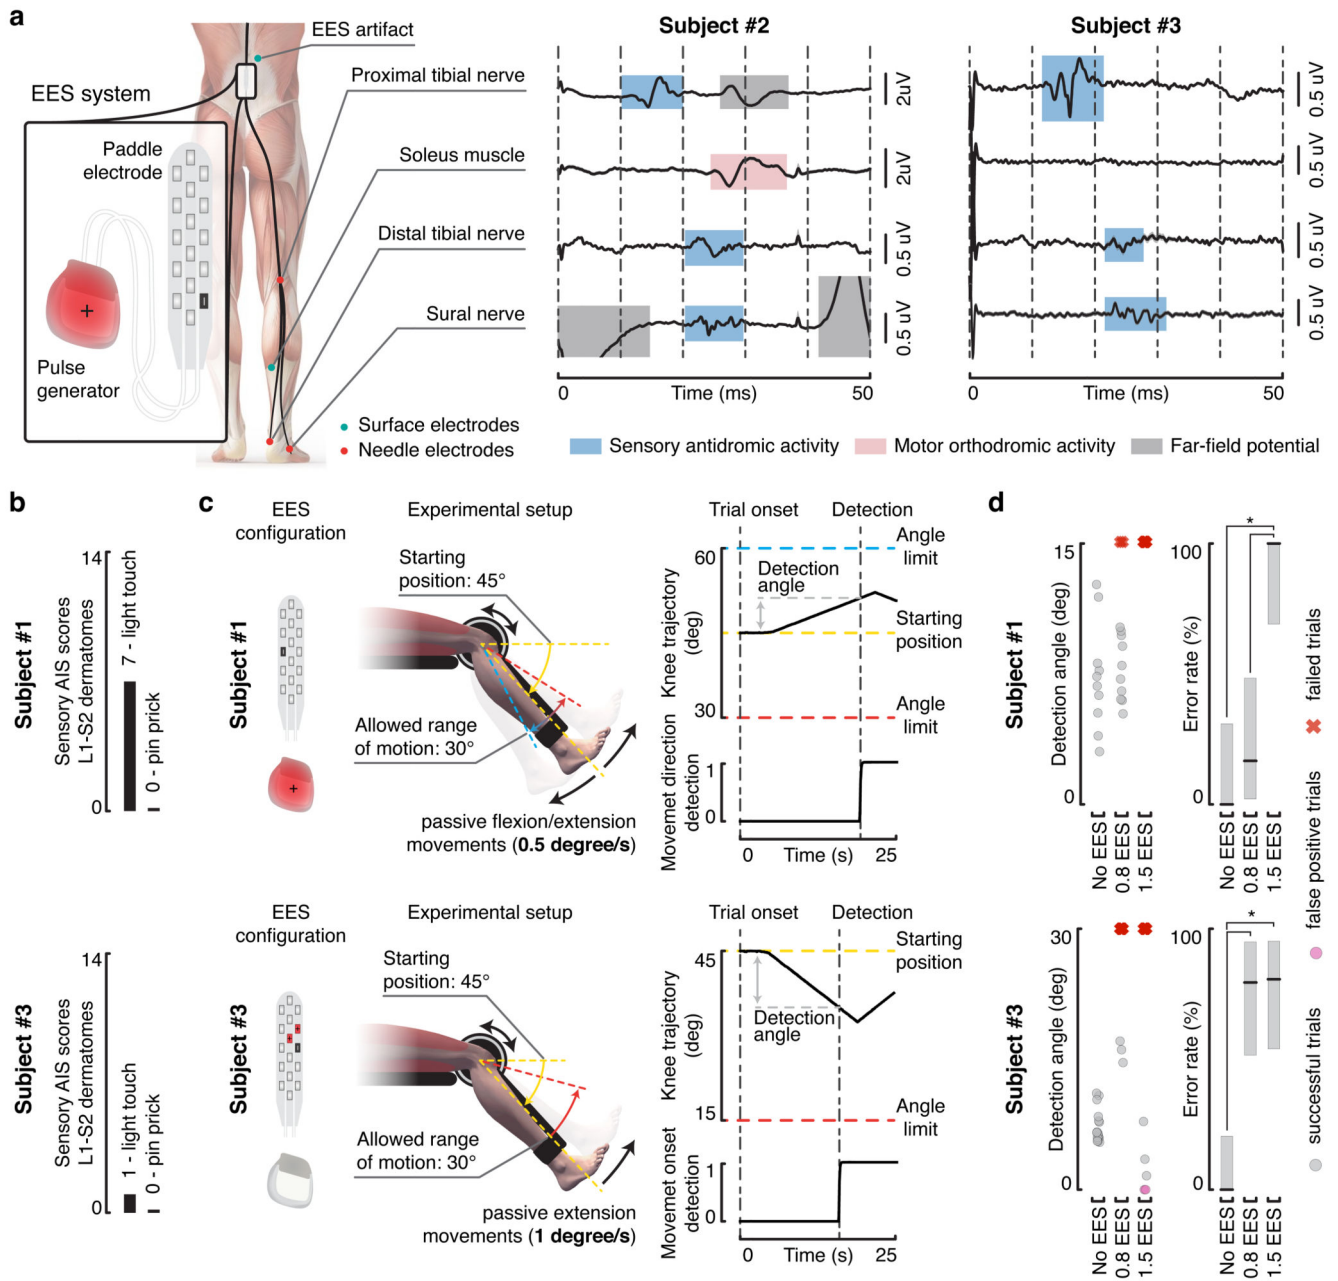 a
EES artifact
Proximal tibial nerve
Soleus muscle
Distal tibial nerve
Sural nerve
EES system
Paddle
electrode
+
Pulse
generator
Surface electrodes
Needle electrodes
Subject #2
2uV
2uV
0.5 uV
0.5 uV
0
Time (ms)
50
Subject #3
0.5 uV
0.5 uV
0.5 uV
0.5 uV
0
Time (ms)
50
Sensory antidromic activity
Motor orthodromic activity
Far-field potential
b
Subject #1
Sensory AIS scores
L1-S2 dermatomes
14
0
7 - light touch
0 - pin prick
Subject #3
Sensory AIS scores
L1-S2 dermatomes
14
0
1 - light touch
0 - pin prick
c
Subject #1
EES
configuration
+
Experimental setup
Starting
position: 45°
Allowed range
of motion: 30°
passive flexion/extension
movements (0.5 degree/s)
Trial onset
Detection
Knee trajectory
(deg)
60
30
Angle
limit
Detection
angle
Starting
position
Angle
limit
Movemet direction
detection
1
0
0
Time (s)
25
Subject #3
EES
configuration
Experimental setup
Starting
position: 45°
Allowed range
of motion: 30°
passive extension
movements (1 degree/s)
Trial onset
Detection
Knee trajectory
(deg)
45
15
Starting
position
Detection
angle
Angle
limit
Movemet onset
detection
1
0
0
Time (s)
25
d
Subject #1
Detection angle (deg)
15
0
No EES
0.8 EES
1.5 EES
Error rate (%)
100
0
*
No EES
0.8 EES
1.5 EES
Subject #3
Detection angle (deg)
30
0
No EES
0.8 EES
1.5 EES
Error rate (%)
100
0
*
No EES
0.8 EES
1.5 EES
successful trials
false positive trials
failed trials